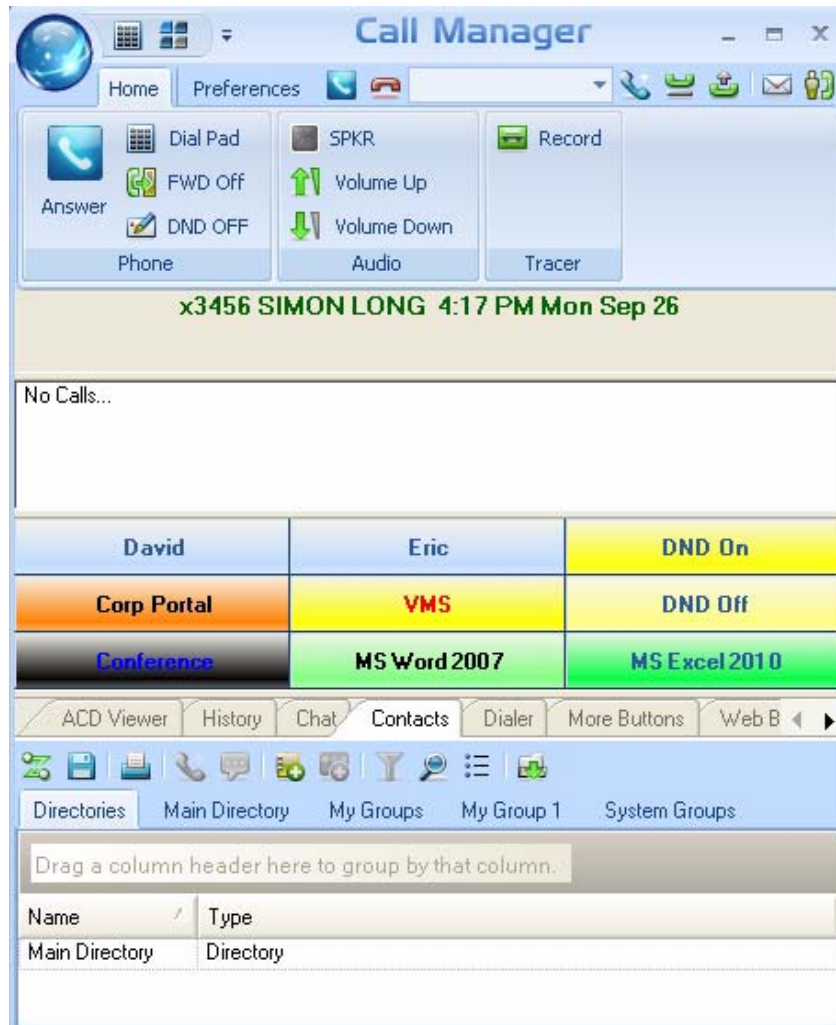 Call Manager
Home Preferences
Dial Pad SPKR Record
FWD Off Volume Up
Answer
DND OFF Volume Down
Phone Audio Tracer
x3456 SIMON LONG 4:17 PM Mon Sep 26
No Calls...
David Eric DND On
Corp Portal VMS DND Off
Conference MS Word 2007 MS Excel 2010
ACD Viewer History Chat Contacts Dialer More Buttons Web B
Directories Main Directory My Groups My Group 1 System Groups
Drag a column header here to group by that column.
Name Type
Main Directory Directory